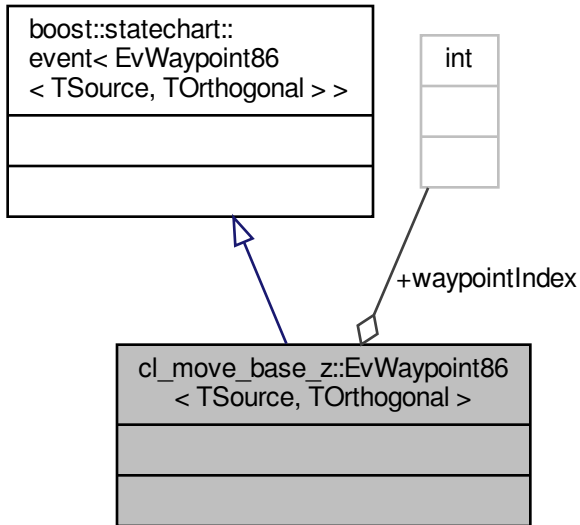 boost::statechart::
event< EvWaypoint86
< TSource, TOrthogonal > >
int
+waypointIndex
cl_move_base_z::EvWaypoint86
< TSource, TOrthogonal >